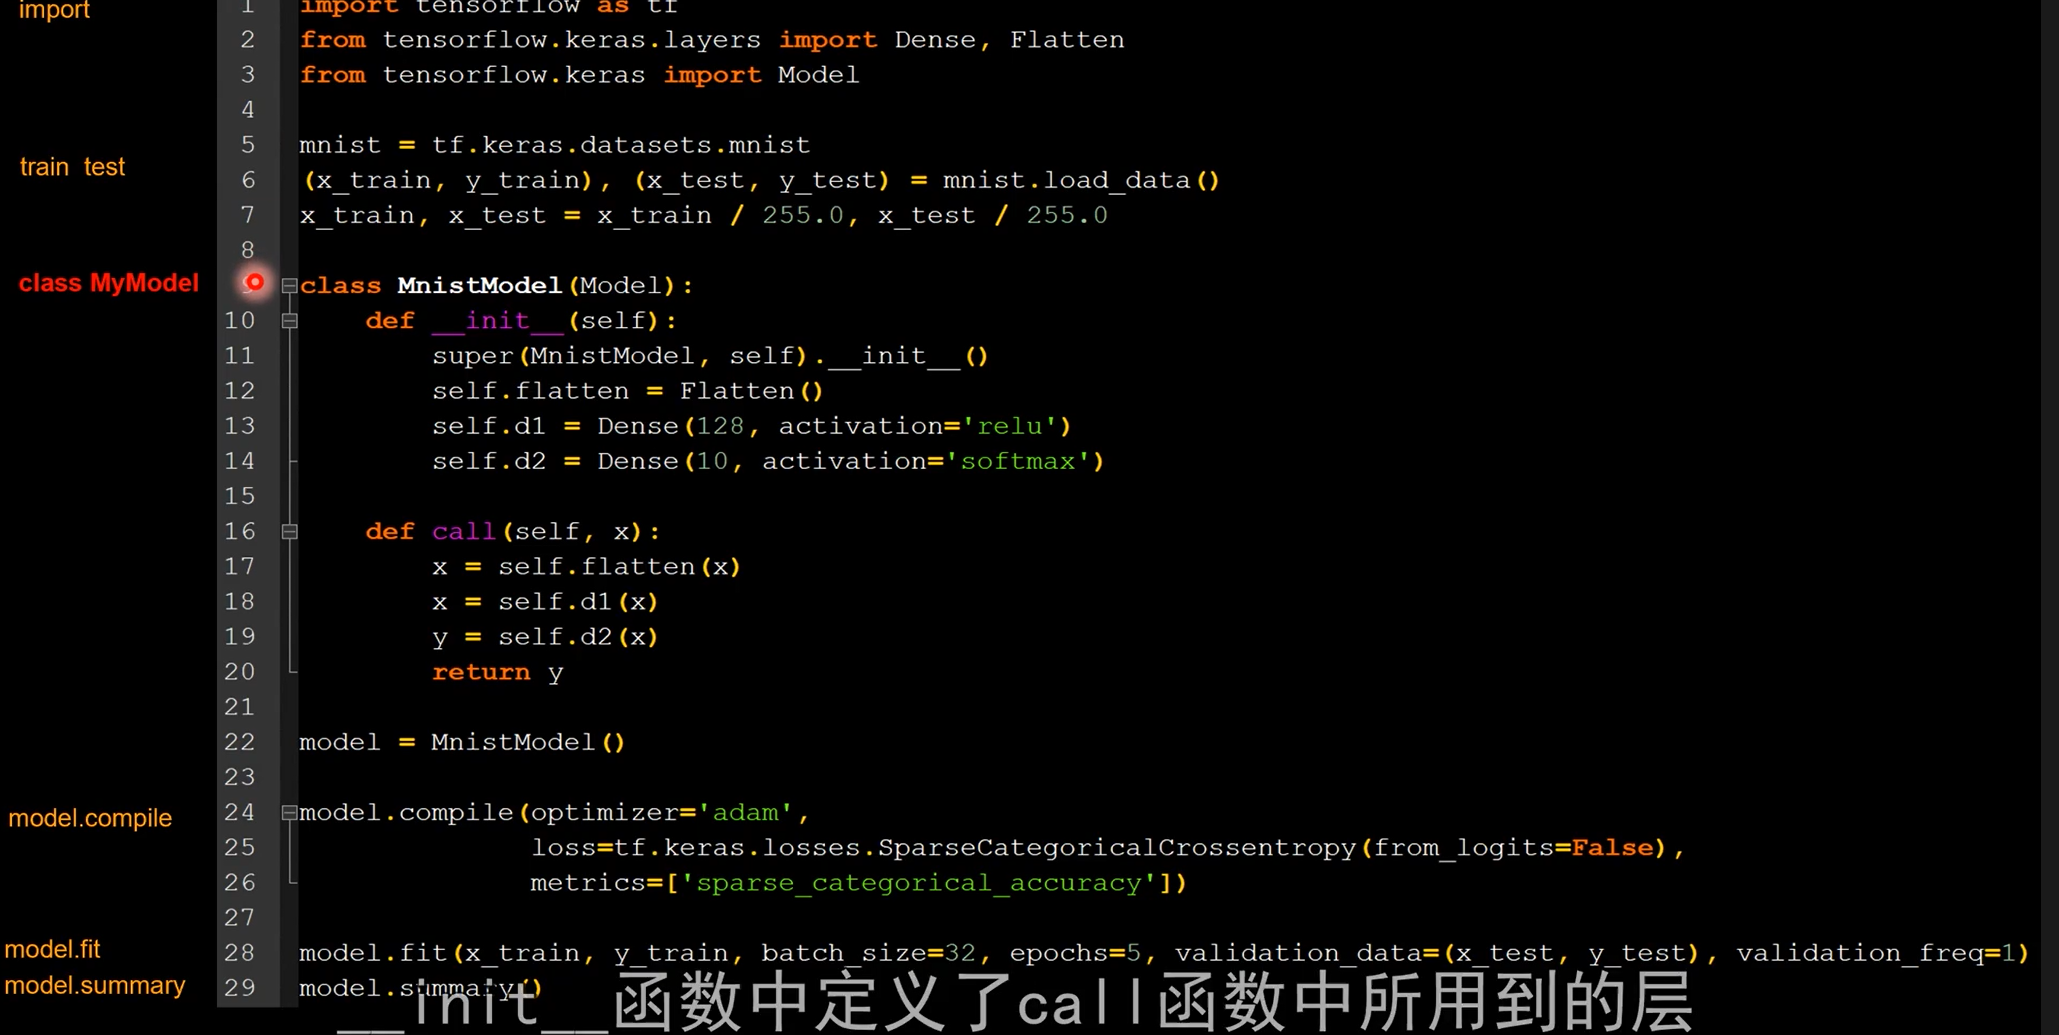 import
1 import tensorflow as tf
2 from tensorflow.keras.layers import Dense, Flatten
3 from tensorflow.keras import Model
4
5 mnist = tf.keras.datasets.mnist
train test
6 (x_train, y_train), (x_test, y_test) = mnist.load_data()
7 x_train, x_test = x_train / 255.0, x_test / 255.0
8
class MyModel
9 class MnistModel(Model):
10     def __init__(self):
11         super(MnistModel, self).__init__()
12         self.flatten = Flatten()
13         self.d1 = Dense(128, activation='relu')
14         self.d2 = Dense(10, activation='softmax')
15
16     def call(self, x):
17         x = self.flatten(x)
18         x = self.d1(x)
19         y = self.d2(x)
20         return y
21
22 model = MnistModel()
23
model.compile
24 model.compile(optimizer='adam',
25               loss=tf.keras.losses.SparseCategoricalCrossentropy(from_logits=False),
26               metrics=['sparse_categorical_accuracy'])
27
model.fit
28 model.fit(x_train, y_train, batch_size=32, epochs=5, validation_data=(x_test, y_test), validation_freq=1)
model.summary
29 model.summary()
__init__函数中定义了call函数中所用到的层